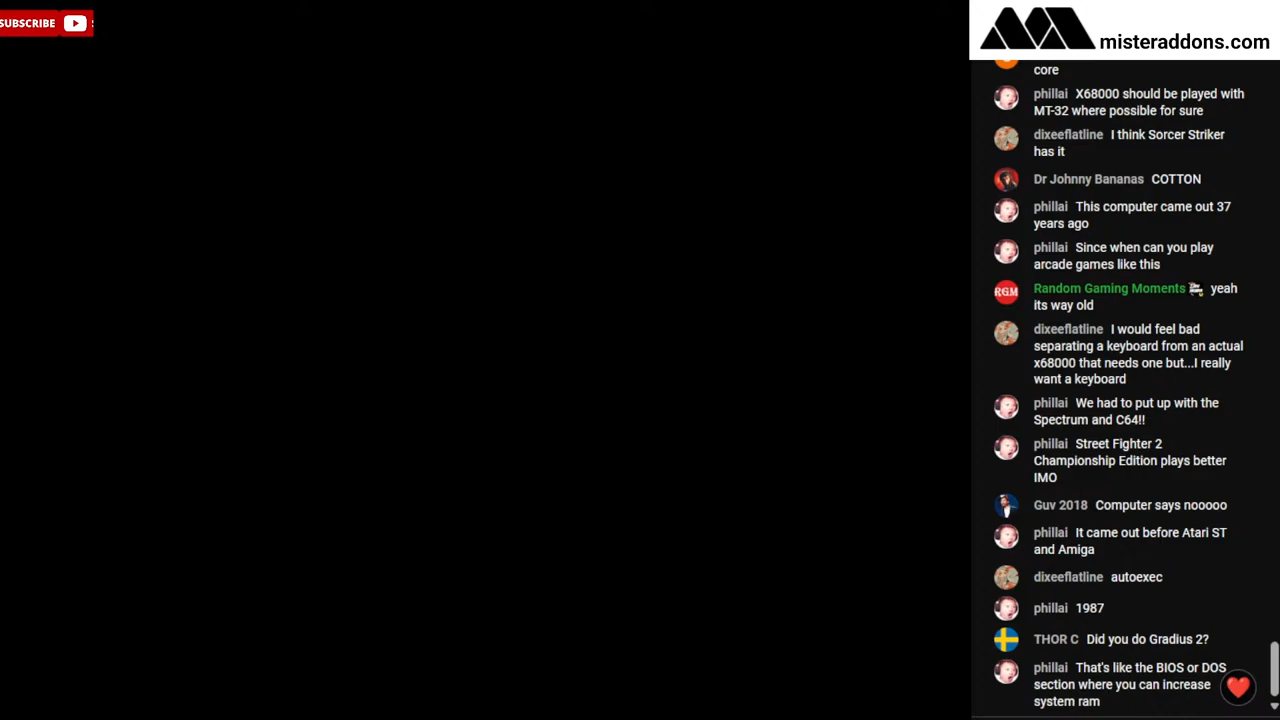 SUBSCRIBE
misteraddons.com
core
phillai X68000 should be played with
MT-32 where possible for sure
dixeeflatline I think Sorcer Striker
has it
Dr Johnny Bananas COTTON
phillai This computer came out 37
years ago
phillai Since when can you play
arcade games like this
RGM Random Gaming Moments yeah
its way old
dixeeflatline I would feel bad
separating a keyboard from an actual
x68000 that needs one but...I really
want a keyboard
phillai We had to put up with the
Spectrum and C64!!
phillai Street Fighter 2
Championship Edition plays better
IMO
Guv 2018 Computer says nooooo
phillai It came out before Atari ST
and Amiga
dixeeflatline autoexec
phillai 1987
THOR C Did you do Gradius 2?
phillai That's like the BIOS or DOS
section where you can increase
system ram